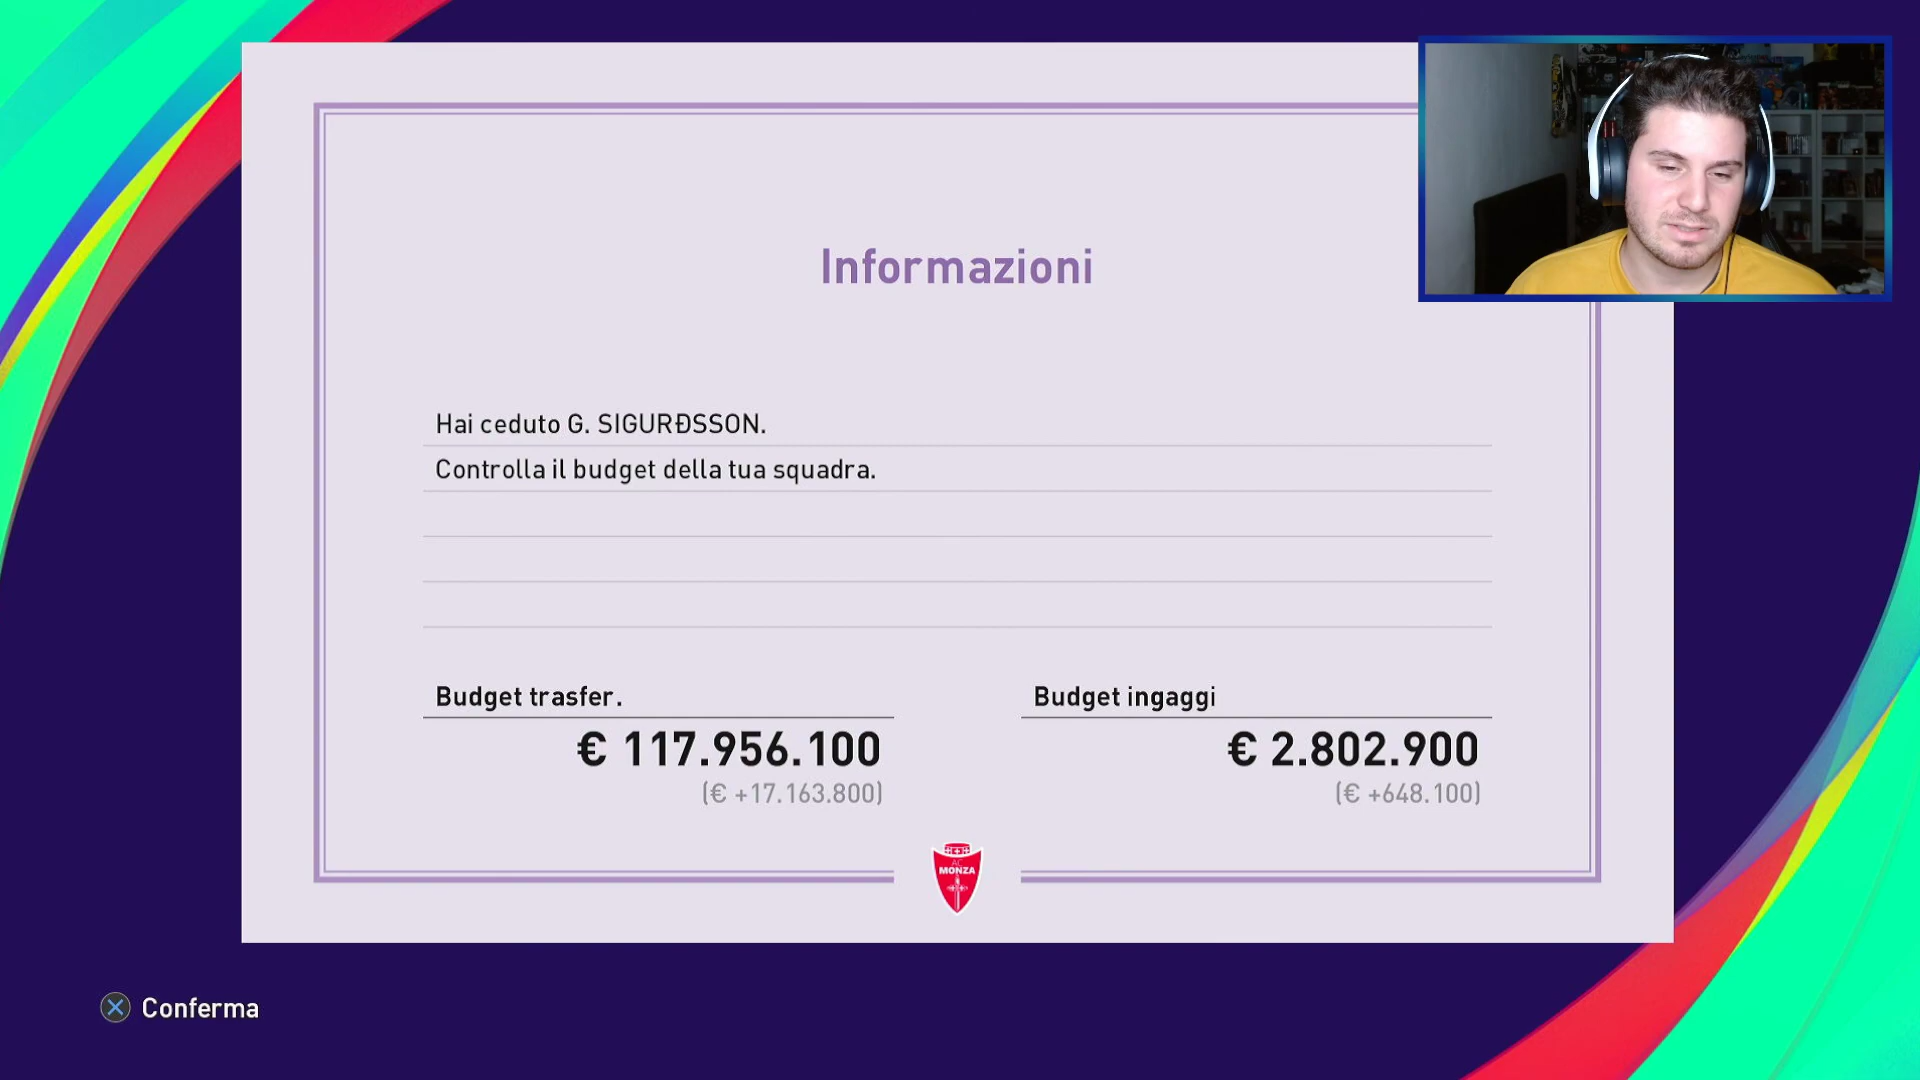 Informazioni
Hai ceduto G. SIGURÐSSON.
Controlla il budget della tua squadra.
Budget trasfer.
€ 117.956.100
(€ +17.163.800)
Budget ingaggi
€ 2.802.900
(€ +648.100)
AC
MONZA
Conferma